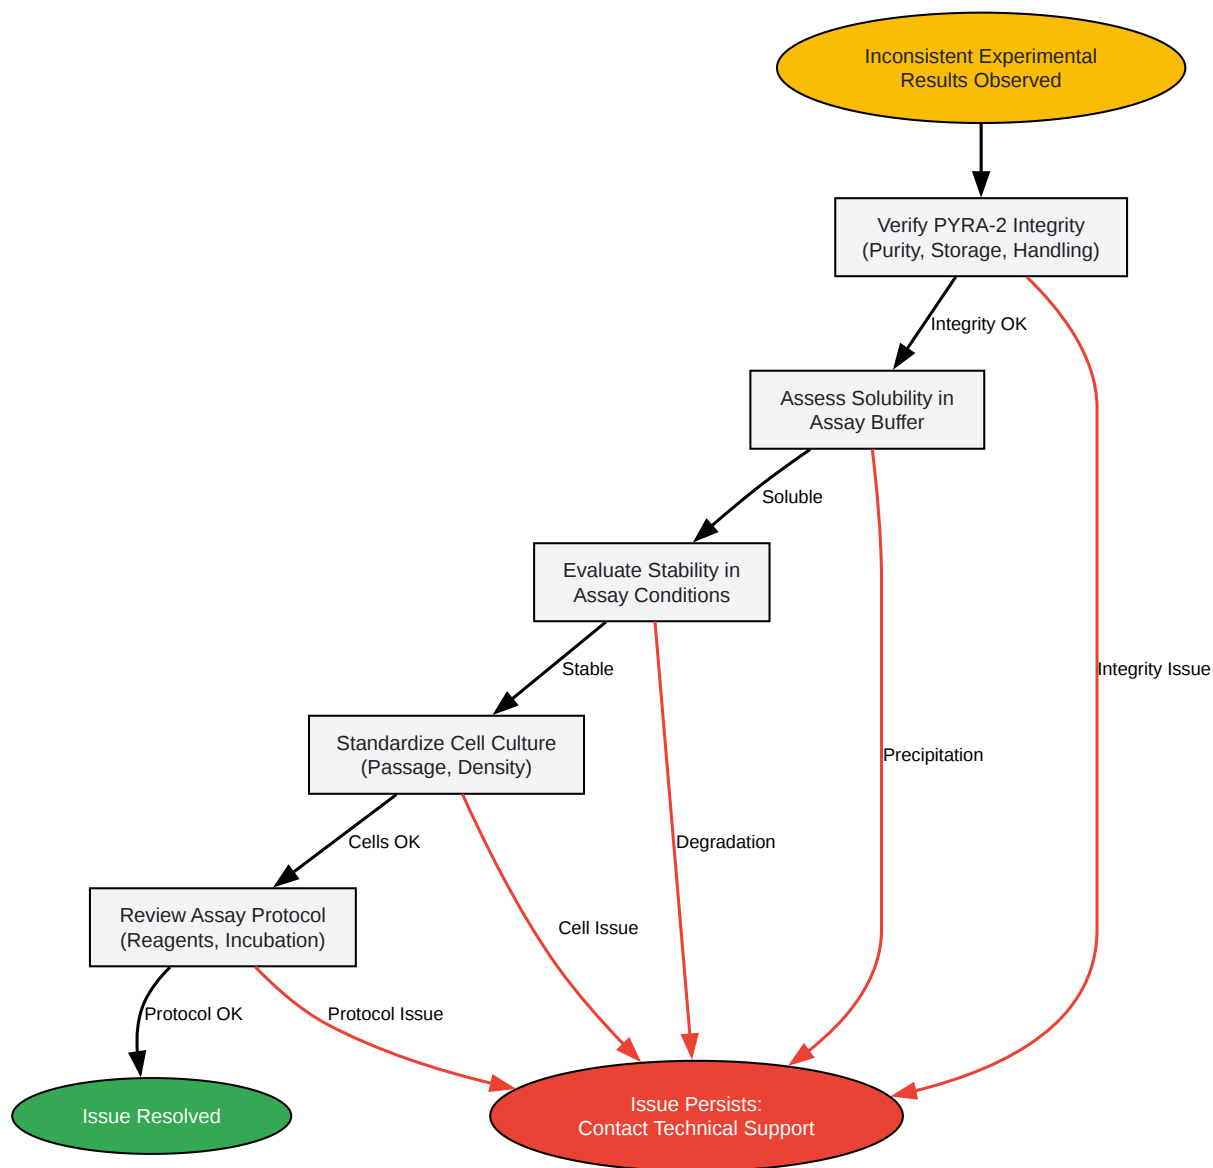 Inconsistent Experimental
Results Observed
Verify PYRA-2 Integrity
(Purity, Storage, Handling)
Integrity OK
Assess Solubility in
Assay Buffer
Soluble
Evaluate Stability in
Assay Conditions
Stable
Integrity Issue
Standardize Cell Culture
(Passage, Density)
Precipitation
Cells OK
Degradation
Review Assay Protocol
(Reagents, Incubation)
Cell Issue
Protocol OK
Protocol Issue
Issue Resolved
Issue Persists:
Contact Technical Support